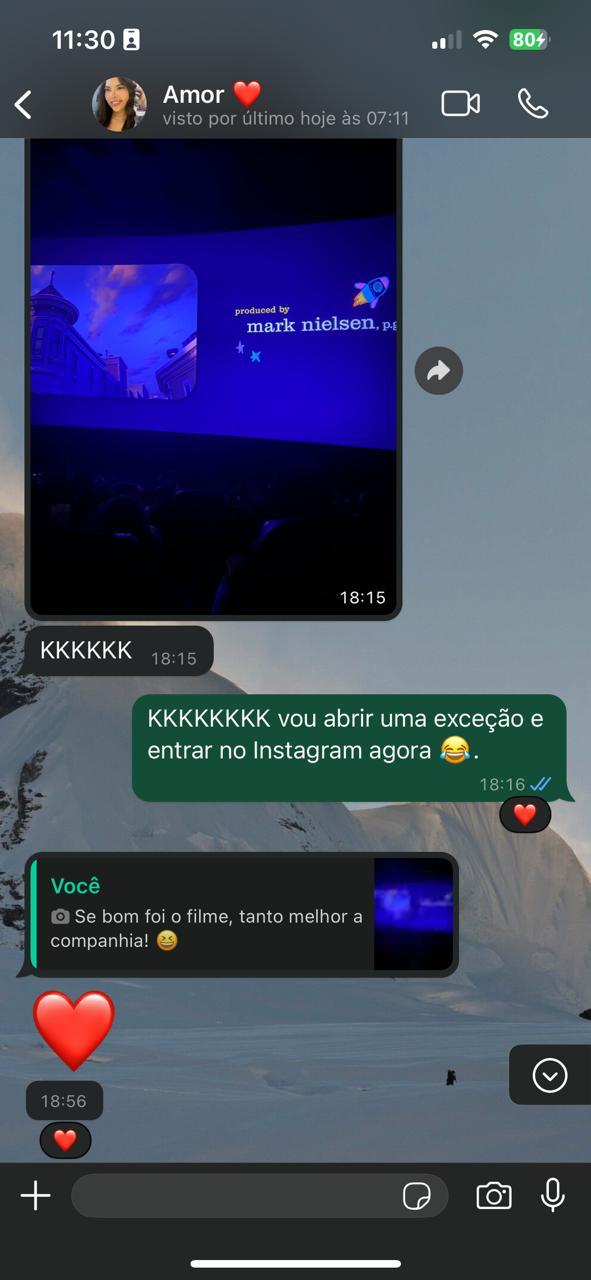 11:30
80
Amor ❤️
visto por último hoje às 07:11
produced by
mark nielsen,
18:15
KKKKKK 18:15
KKKKKKKK vou abrir uma exceção e
entrar no Instagram agora 😂.
18:16
❤️
Você
📷 Se bom foi o filme, tanto melhor a
companhia! 😆
❤️
18:56
❤️